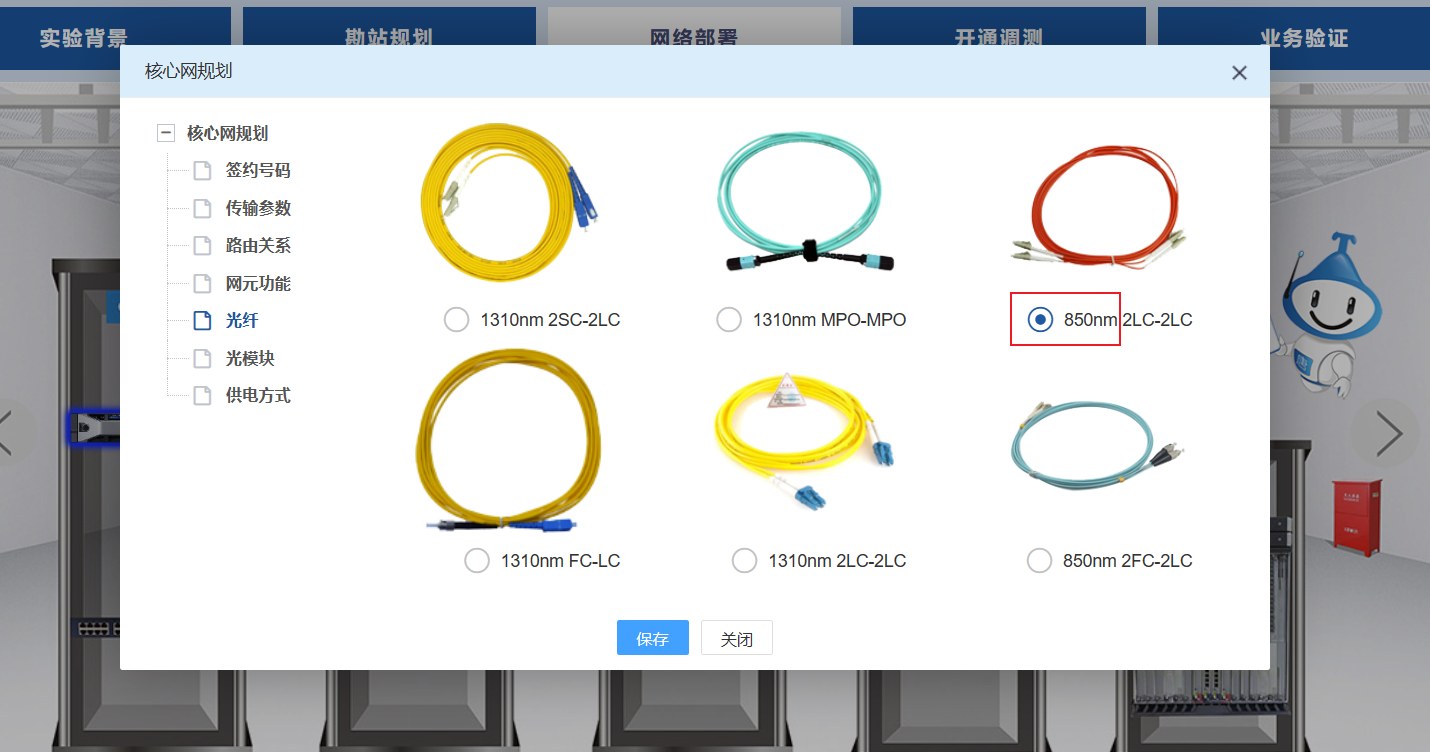 实验背景
勘站规划
网络部署
开通调测
业务验证
核心网规划
核心网规划
签约号码
传输参数
路由关系
网元功能
光纤
光模块
供电方式
1310nm 2SC-2LC
1310nm MPO-MPO
850nm 2LC-2LC
1310nm FC-LC
1310nm 2LC-2LC
850nm 2FC-2LC
保存
关闭